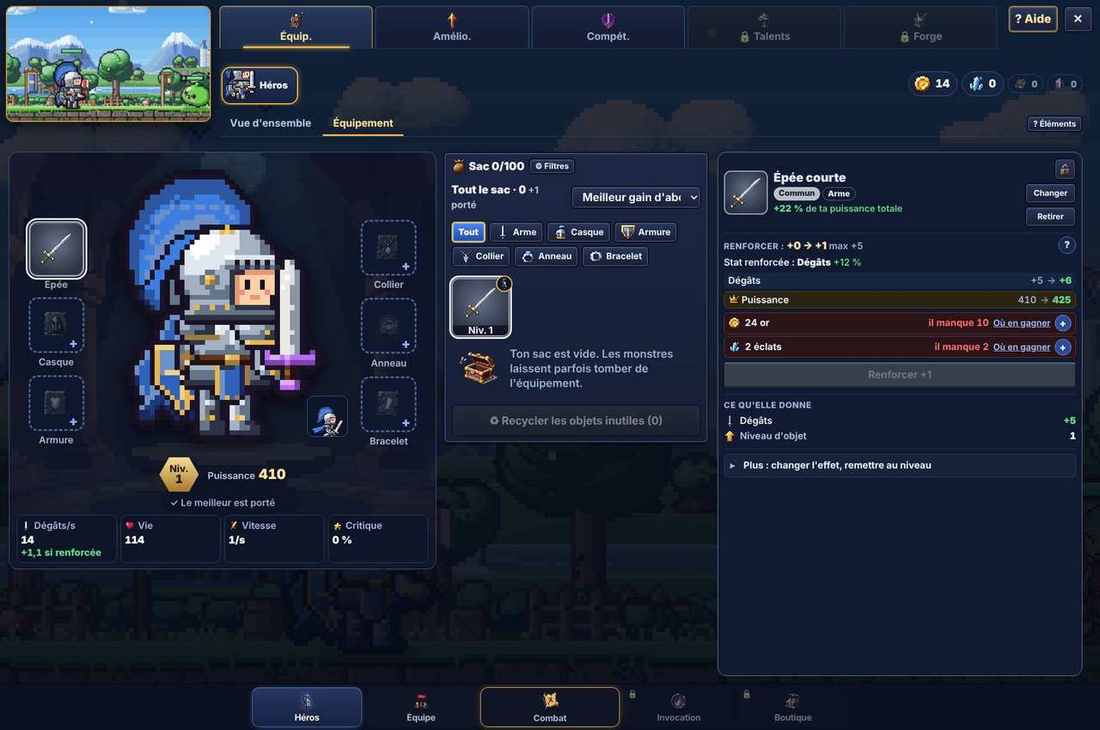 Équip.
Amélio.
Compét.
Talents
Forge
? Aide
✕
Héros
14
0
0
0
Vue d'ensemble
Équipement
? Éléments
Epée
Casque
Armure
Collier
Anneau
Bracelet
Niv.
1
Puissance 410
✓ Le meilleur est porté
Dégâts/s
14
+1,1 si renforcée
Vie
114
Vitesse
1/s
Critique
0 %
Sac 0/100
Filtres
Tout le sac · 0 +1
porté
Meilleur gain d'abo
Tout
Arme
Casque
Armure
Collier
Anneau
Bracelet
Niv. 1
Ton sac est vide. Les monstres
laissent parfois tomber de
l'équipement.
♻ Recycler les objets inutiles (0)
Épée courte
Commun
Arme
+22 % de ta puissance totale
Changer
Retirer
RENFORCER : +0 → +1 max +5
?
Stat renforcée : Dégâts +12 %
Dégâts
+5 → +6
Puissance
410 → 425
24 or
il manque 10 Où en gagner +
2 éclats
il manque 2 Où en gagner +
Renforcer +1
CE QU'ELLE DONNE
Dégâts
+5
Niveau d'objet
1
▸ Plus : changer l'effet, remettre au niveau
Héros
Équipe
Combat
Invocation
Boutique